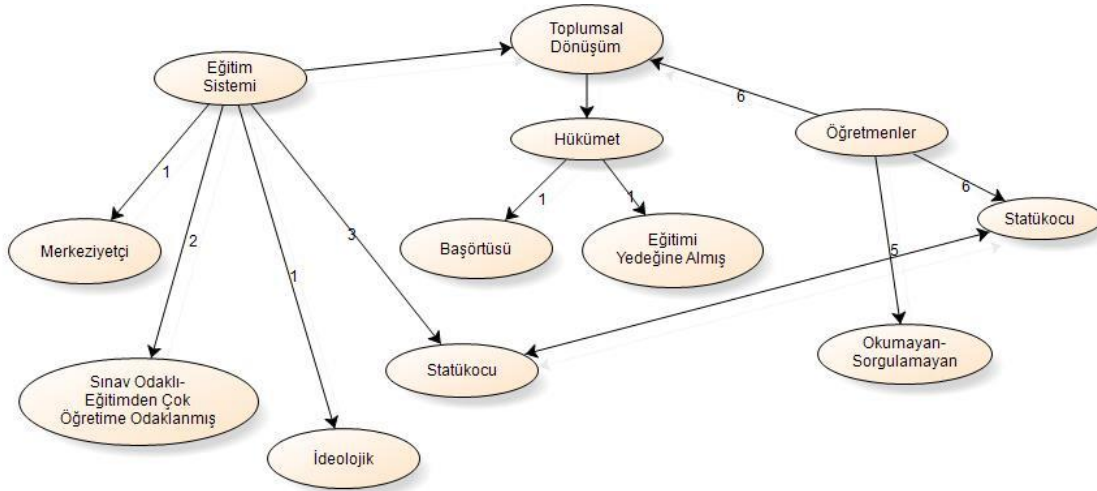 Toplumsal
Dönüşüm
Eğitim
Sistemi
6
Hükümet
Öğretmenler
1
1
1
6
Merkeziyetçi
2
3
Başörtüsü
Eğitimi
Yedeğine Almış
Statükocu
1
5
Okumayan-
Sorgulamayan
Statükocu
Sınav Odaklı-
Eğitimden Çok
Öğretime Odaklanmış
İdeolojik